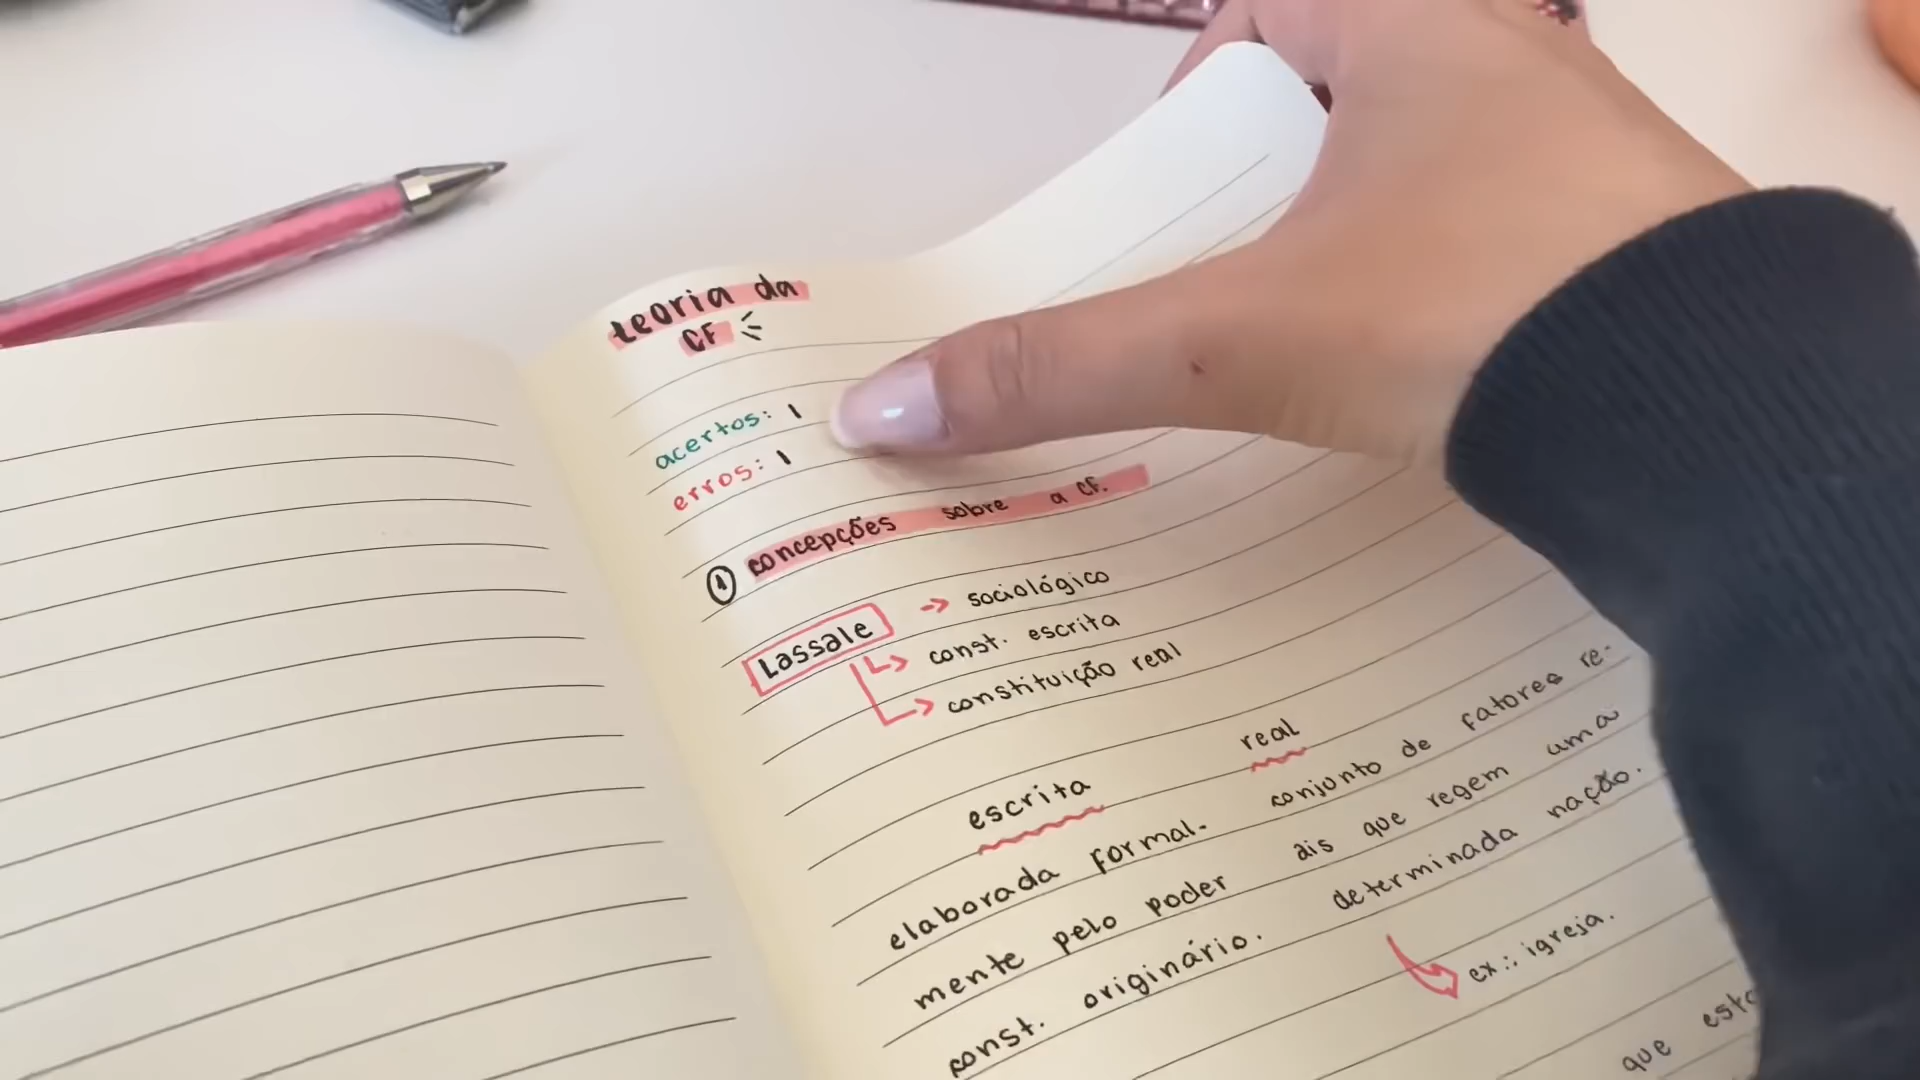 teoria da
CF
acertos: 1
erros: 1
1 concepções sobre a CF.
Lassale → sociológico
↳ const. escrita
↳ constituição real
escrita
elaborada formal-
mente pelo poder
const. originário.
real
conjunto de fatores re-
ais que regem uma
determinada nação.
ex.: igreja.
que